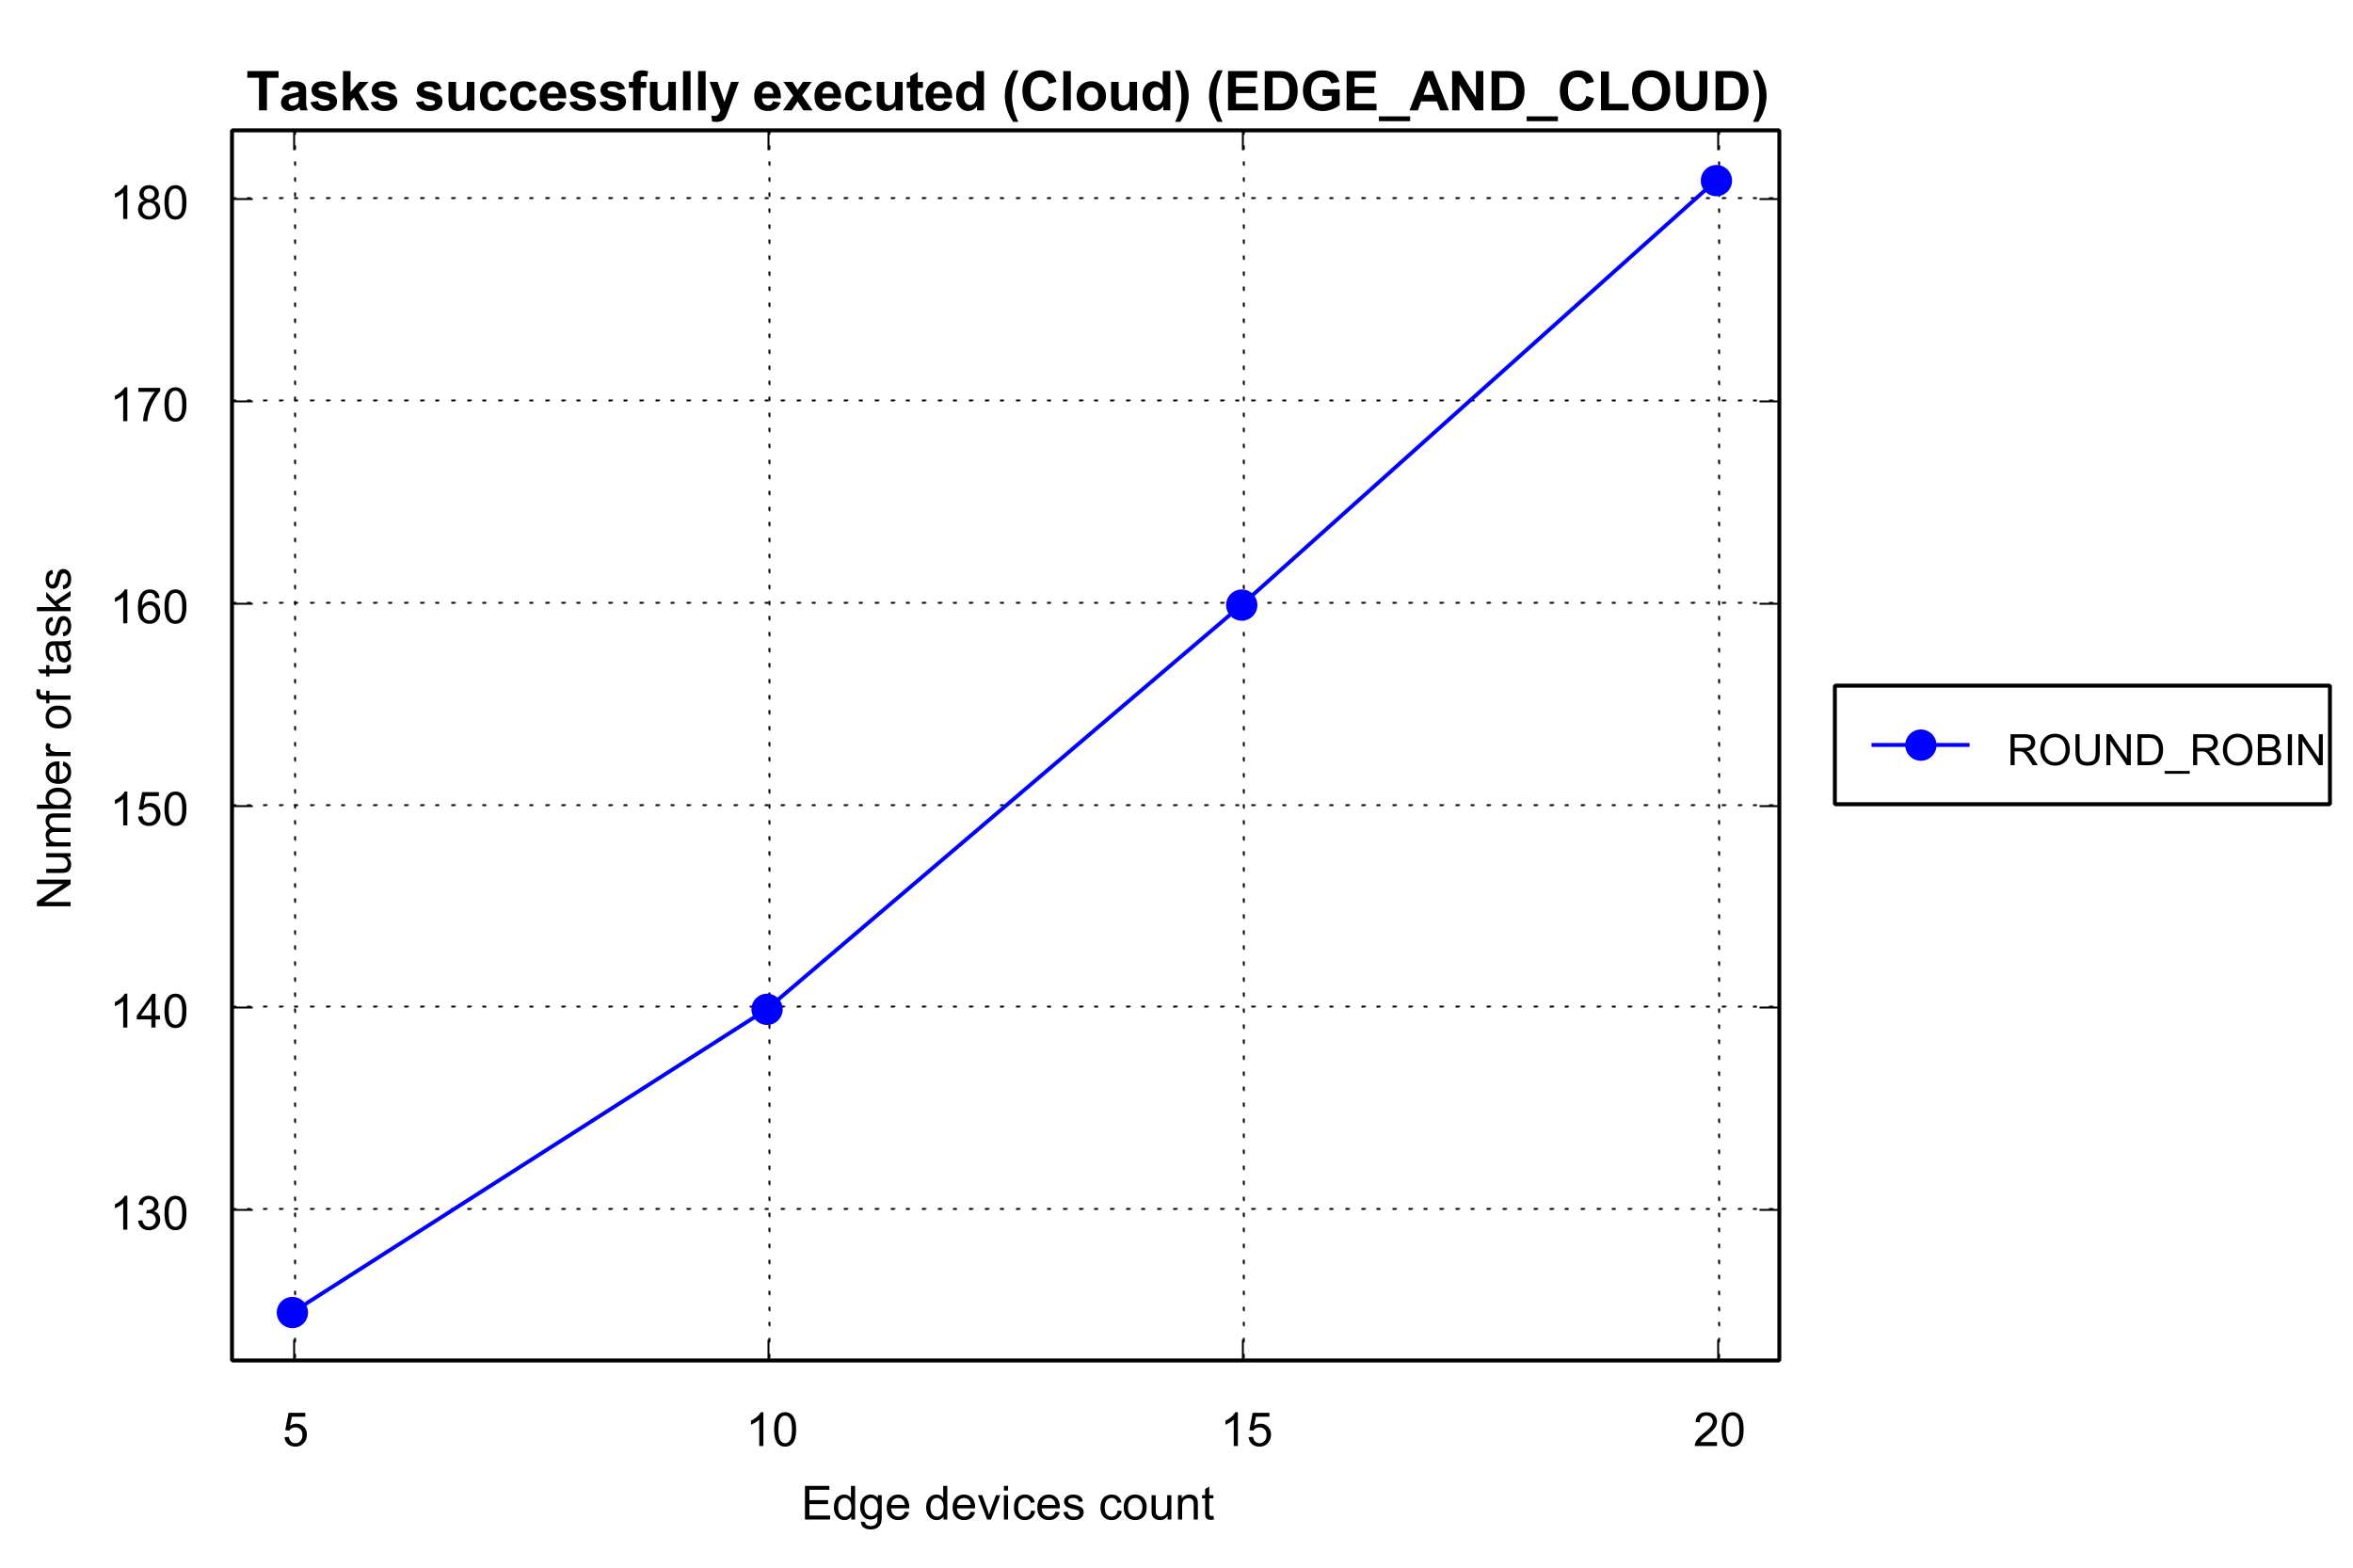 Tasks successfully executed (Cloud) (EDGE_AND_CLOUD)
180
170
160
150
140
130
Number of tasks
5 10 15 20
Edge devices count
ROUND_ROBIN